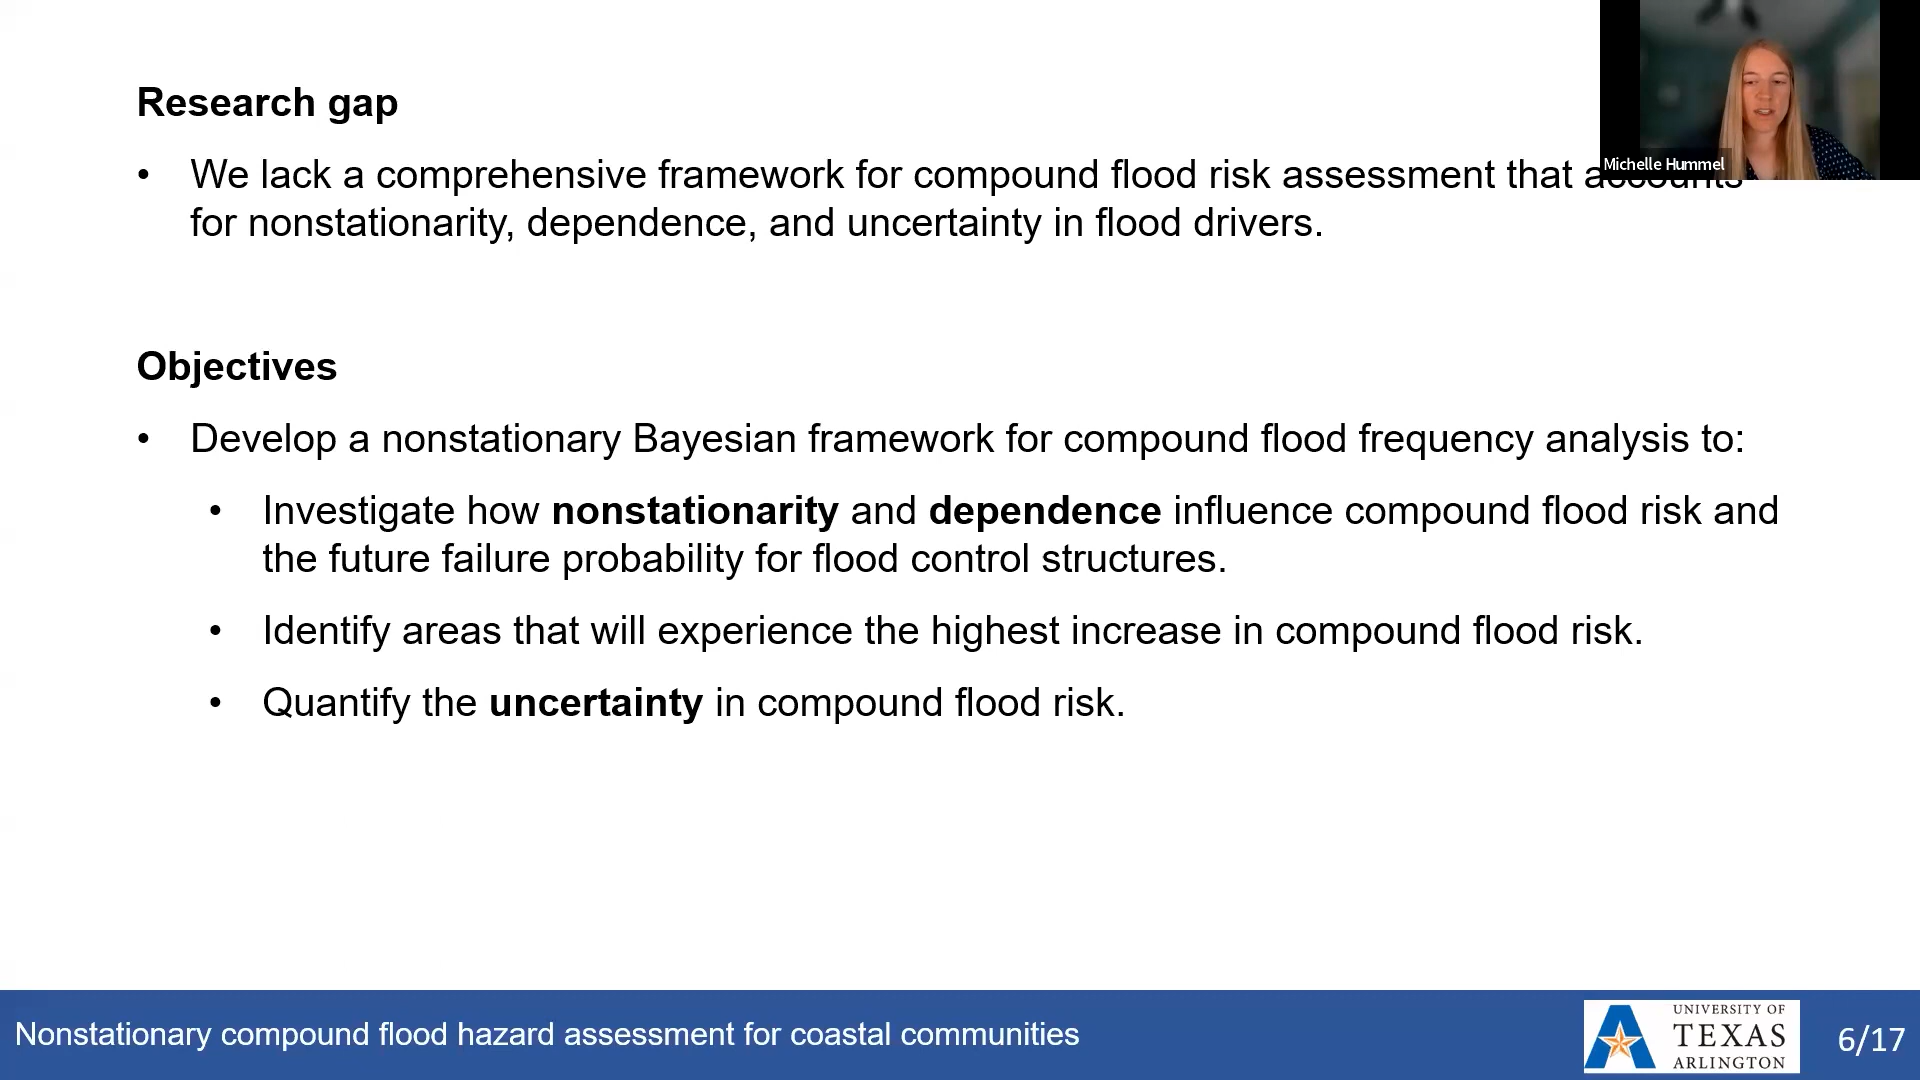 Research gap
• We lack a comprehensive framework for compound flood risk assessment that accounts
for nonstationarity, dependence, and uncertainty in flood drivers.
Michelle Hummel
Objectives
• Develop a nonstationary Bayesian framework for compound flood frequency analysis to:
• Investigate how nonstationarity and dependence influence compound flood risk and
the future failure probability for flood control structures.
• Identify areas that will experience the highest increase in compound flood risk.
• Quantify the uncertainty in compound flood risk.
Nonstationary compound flood hazard assessment for coastal communities
UNIVERSITY OF
TEXAS
ARLINGTON
6/17